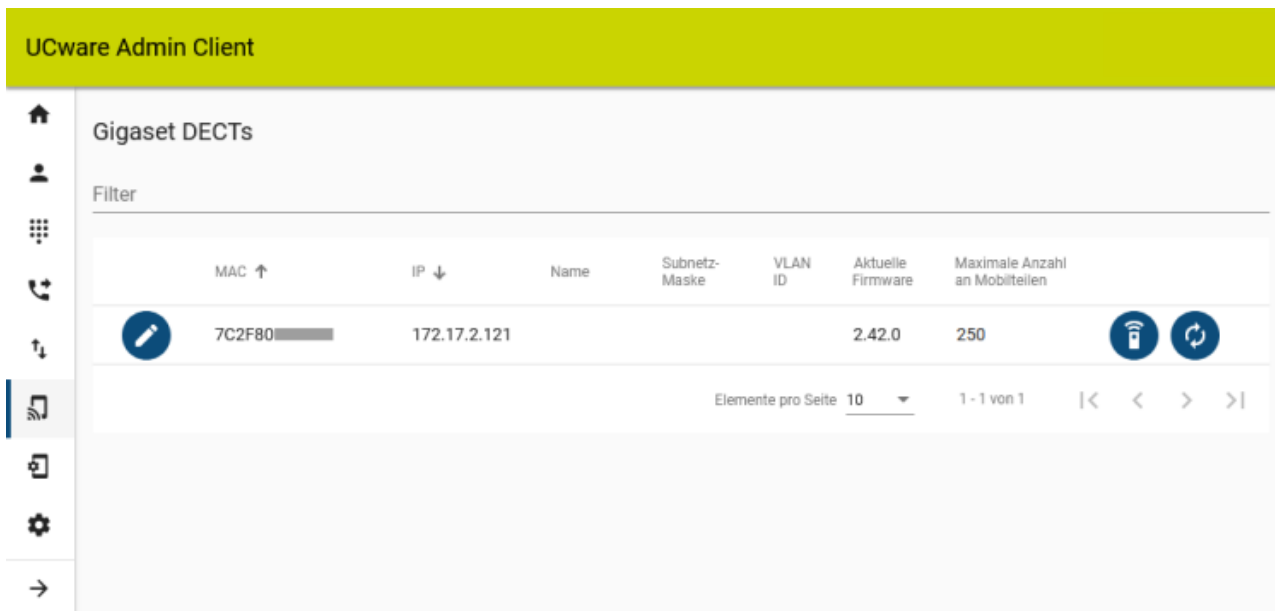 UCware Admin Client
Gigaset DECTs
Filter
MAC IP Name Subnetz- VLAN Aktuelle Maximale Anzahl
Maske ID Firmware an Mobilteilen
7C2F80 172.17.2.121 2.42.0 250
Elemente pro Seite 10 1 - 1 von 1